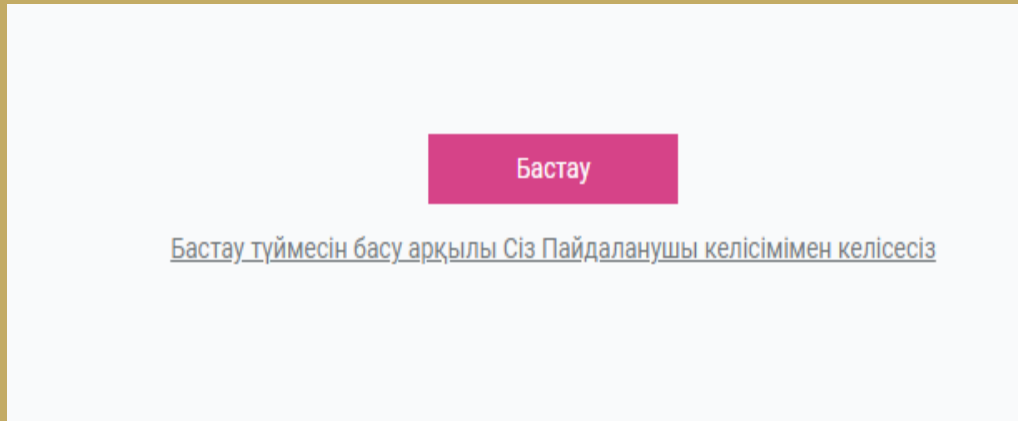 Бастау
Бастау түймесін басу арқылы Сіз Пайдаланушы келісімімен келісесіз